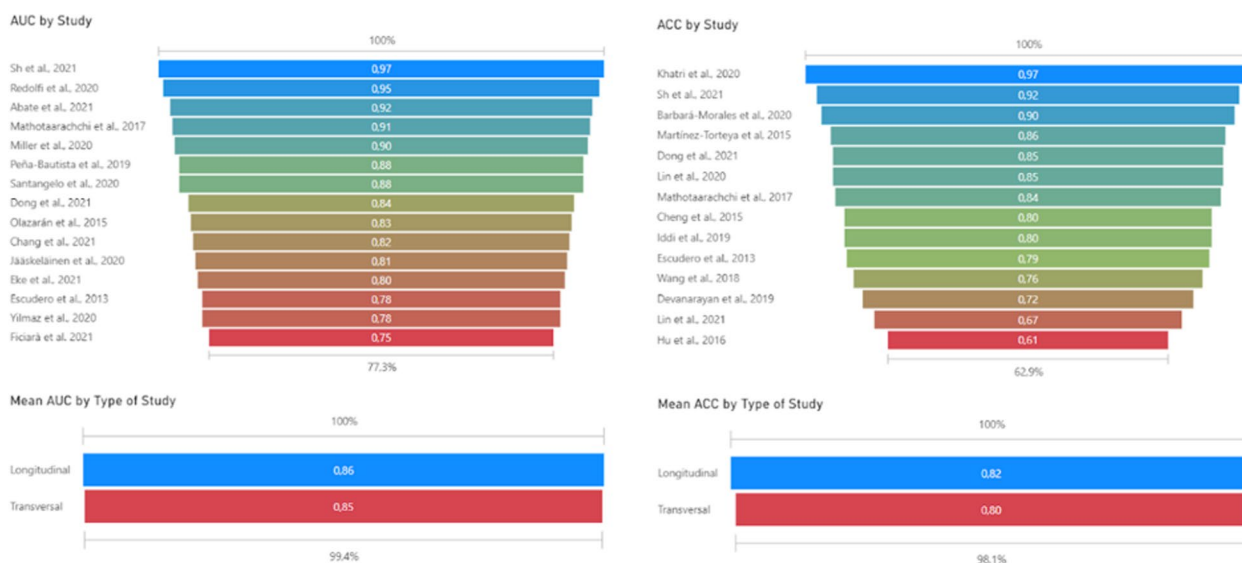 AUC by Study
100%
Sh et al., 2021 0,97
Redolfi et al., 2020 0,95
Abate et al., 2021 0,92
Mathotaarachchi et al., 2017 0,91
Miller et al., 2020 0,90
Peña-Bautista et al., 2019 0,88
Santangelo et al., 2020 0,88
Dong et al., 2021 0,84
Olazarán et al., 2015 0,83
Chang et al., 2021 0,82
Jääskeläinen et al., 2020 0,81
Eke et al., 2021 0,80
Escudero et al., 2013 0,78
Yilmaz et al., 2020 0,78
Ficiarà et al. 2021 0,75
77.3%
ACC by Study
100%
Khatri et al., 2020 0,97
Sh et al., 2021 0,92
Barbará-Morales et al., 2020 0,90
Martínez-Torteya et al., 2015 0,86
Dong et al., 2021 0,85
Lin et al., 2020 0,85
Mathotaarachchi et al., 2017 0,84
Cheng et al., 2015 0,80
Iddi et al., 2019 0,80
Escudero et al., 2013 0,79
Wang et al., 2018 0,76
Devanarayan et al., 2019 0,72
Lin et al., 2021 0,67
Hu et al., 2016 0,61
62.9%
Mean AUC by Type of Study
100%
Longitudinal 0,86
Transversal 0,85
99.4%
Mean ACC by Type of Study
100%
Longitudinal 0,82
Transversal 0,80
98.1%